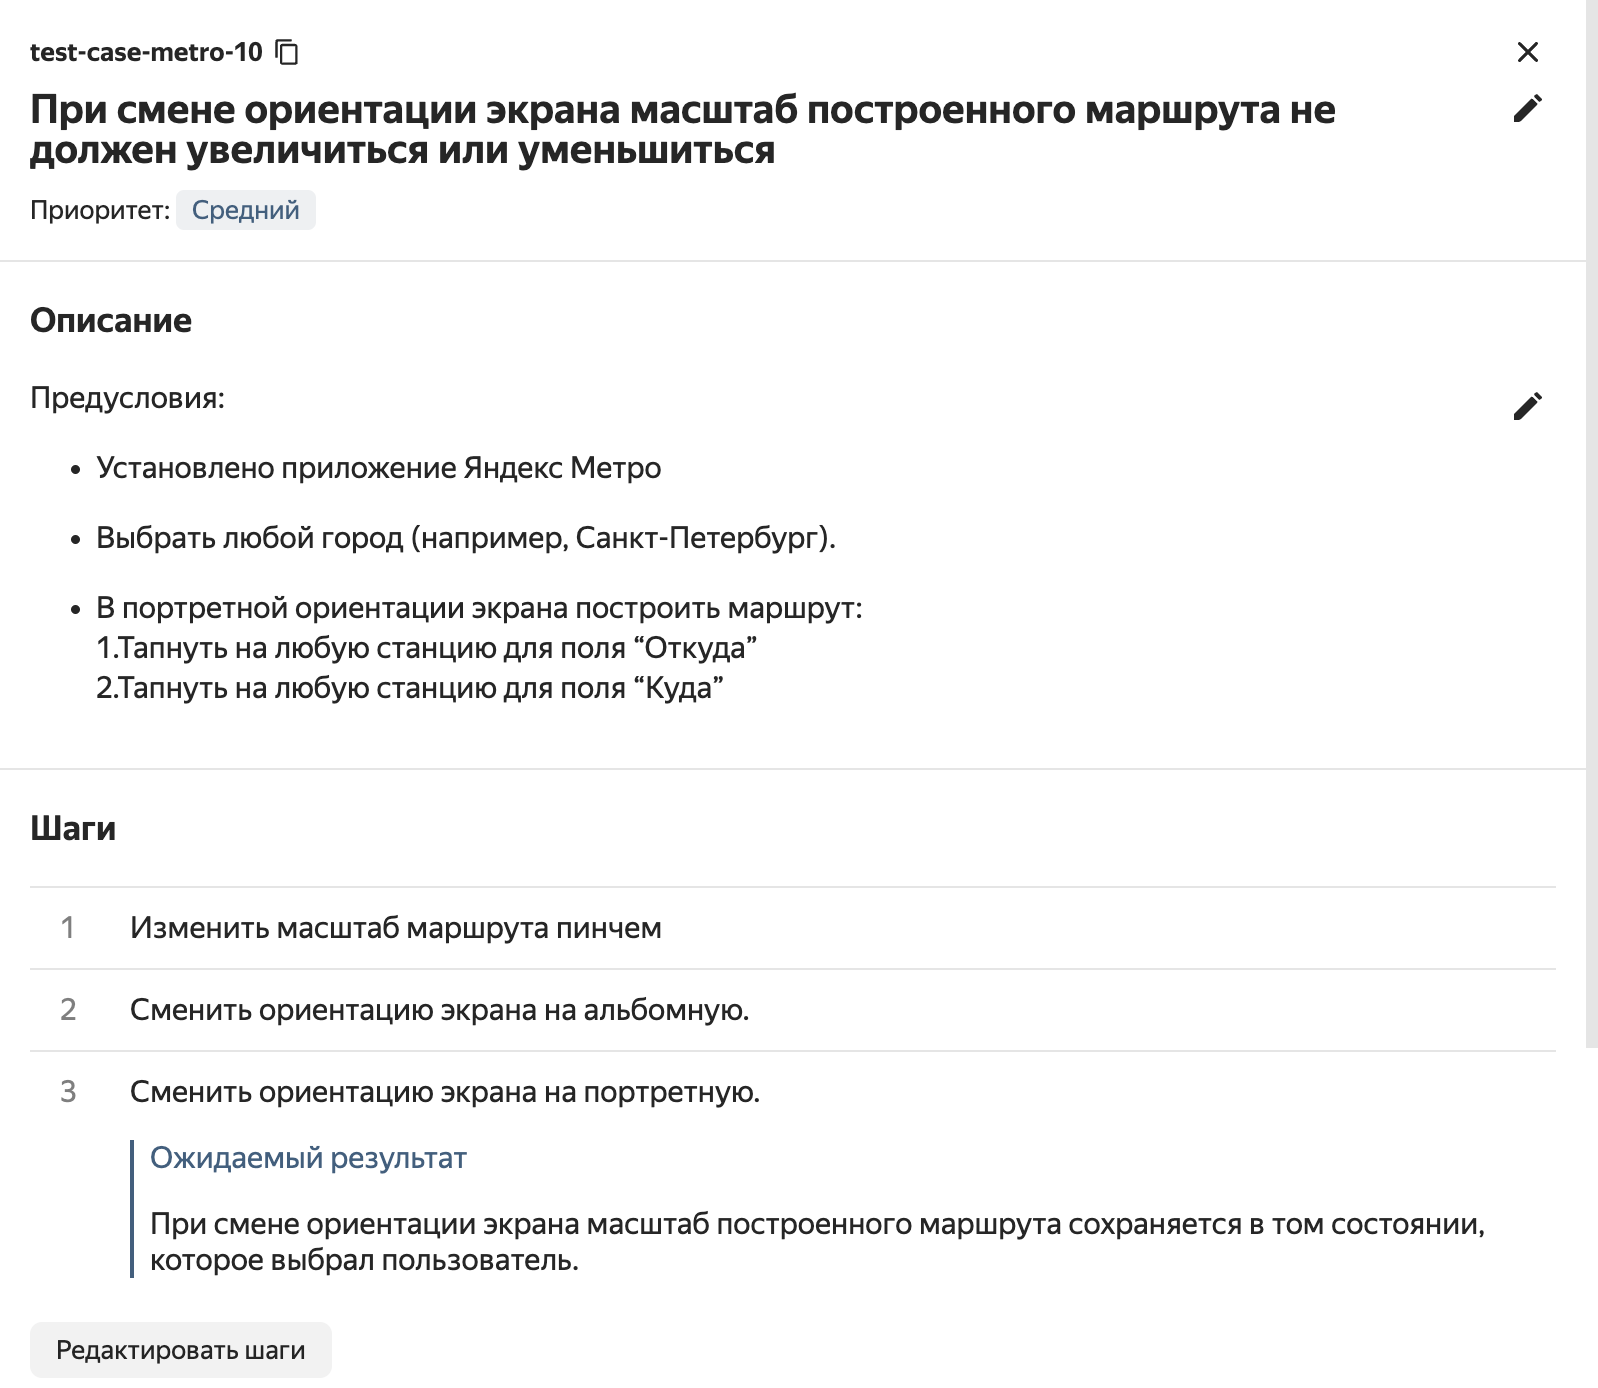 test-case-metro-10
При смене ориентации экрана масштаб построенного маршрута не
должен увеличиться или уменьшиться
Приоритет: Средний
Описание
Предусловия:
• Установлено приложение Яндекс Метро
• Выбрать любой город (например, Санкт-Петербург).
• В портретной ориентации экрана построить маршрут:
1.Тапнуть на любую станцию для поля “Откуда”
2.Тапнуть на любую станцию для поля “Куда”
Шаги
1 Изменить масштаб маршрута пинчем
2 Сменить ориентацию экрана на альбомную.
3 Сменить ориентацию экрана на портретную.
Ожидаемый результат
При смене ориентации экрана масштаб построенного маршрута сохраняется в том состоянии,
которое выбрал пользователь.
Редактировать шаги